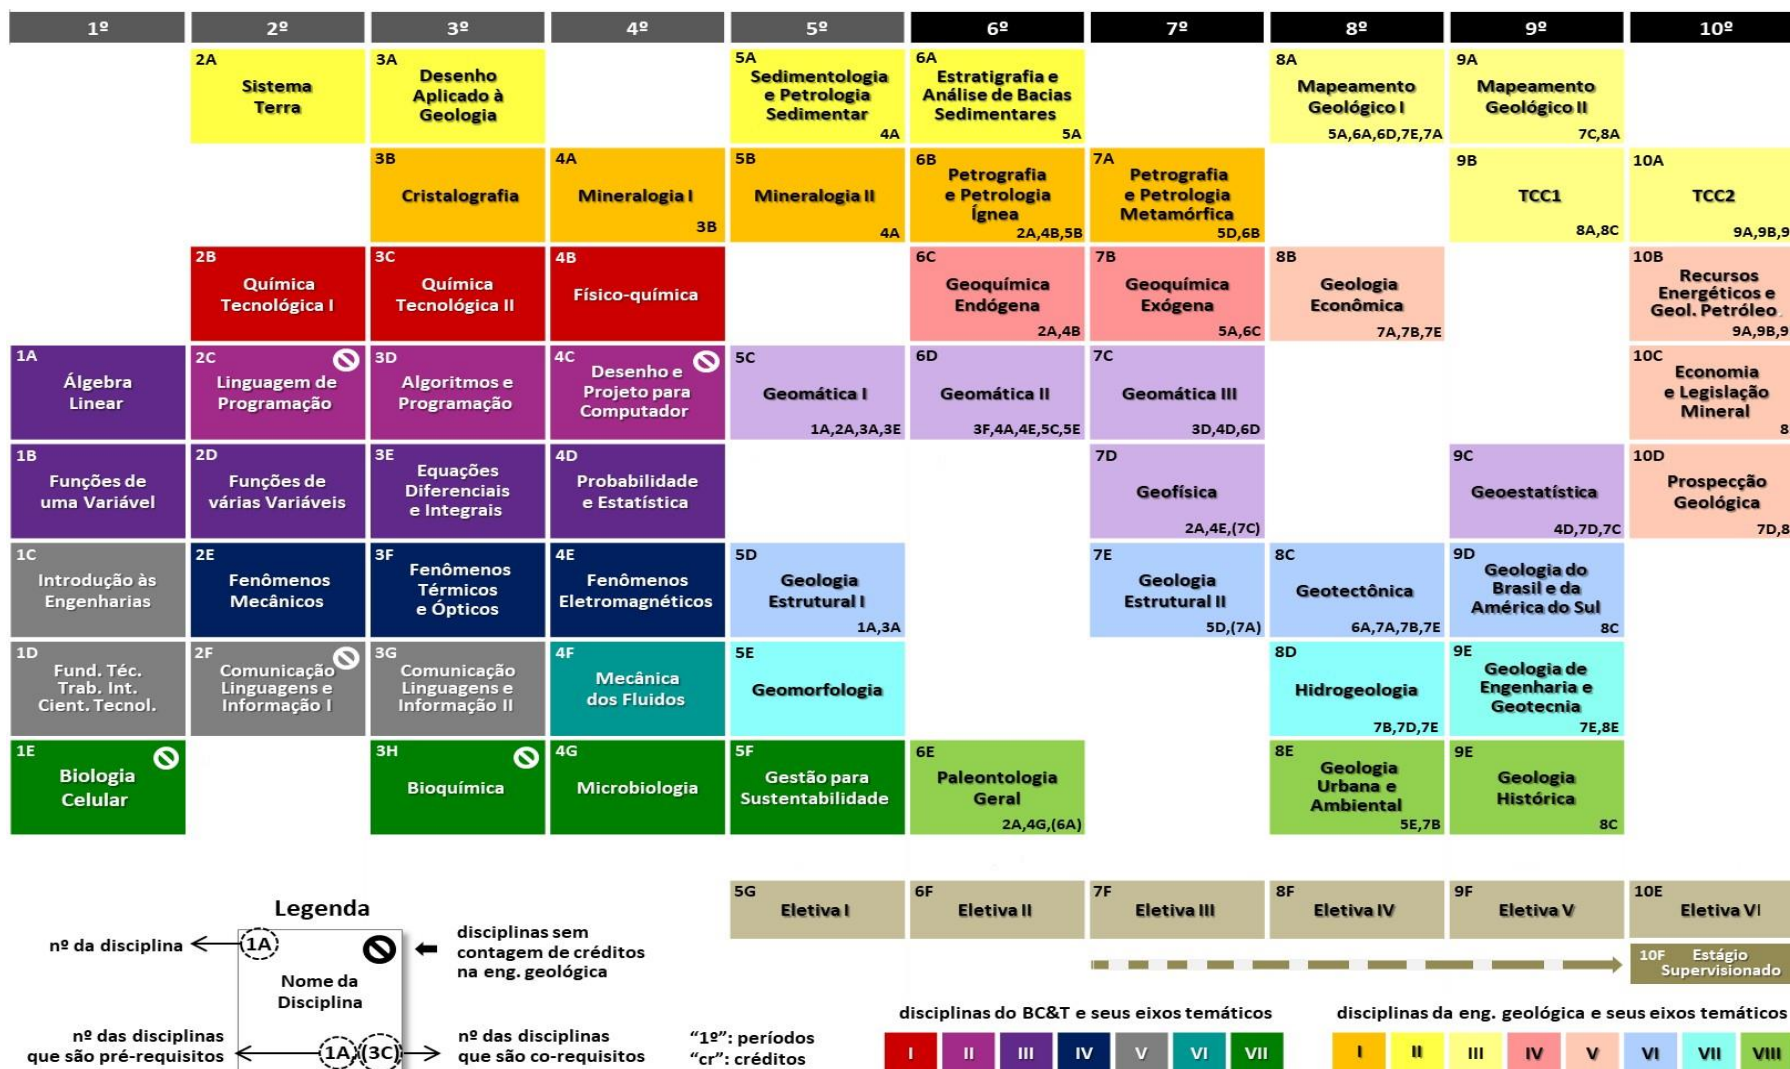 1º 2º 3º 4º 5º 6º 7º 8º 9º 10º
2A
Sistema
Terra
3A
Desenho
Aplicado à
Geologia
5A
Sedimentologia
e Petrologia
Sedimentar
4A
6A
Estratigrafia e
Análise de Bacias
Sedimentares
5A
8A
Mapeamento
Geológico I
5A,6A,6D,7E,7A
9A
Mapeamento
Geológico II
7C,8A
3B
Cristalografia
4A
Mineralogia I
3B
5B
Mineralogia II
4A
6B
Petrografia
e Petrologia
Ígnea
2A,4B,5B
7A
Petrografia
e Petrologia
Metamórfica
5D,6B
9B
TCC1
8A,8C
10A
TCC2
9A,9B,9
2B
Química
Tecnológica I
3C
Química
Tecnológica II
4B
Físico-química
6C
Geoquímica
Endógena
2A,4B
7B
Geoquímica
Exógena
5A,6C
8B
Geologia
Econômica
7A,7B,7E
10B
Recursos
Energéticos e
Geol. Petróleo
9A,9B,9
1A
Álgebra
Linear
2C
Linguagem de
Programação
3D
Algoritmos e
Programação
4C
Desenho e
Projeto para
Computador
5C
Geomática I
1A,2A,3A,3E
6D
Geomática II
3F,4A,4E,5C,5E
7C
Geomática III
3D,4D,6D
10C
Economia
e Legislação
Mineral
8
1B
Funções de
uma Variável
2D
Funções de
várias Variáveis
3E
Equações
Diferenciais
e Integrais
4D
Probabilidade
e Estatística
7D
Geofísica
2A,4E,(7C)
9C
Geoestatística
4D,7D,7C
10D
Prospecção
Geológica
7D,8
1C
Introdução às
Engenharias
2E
Fenômenos
Mecânicos
3F
Fenômenos
Térmicos
e Ópticos
4E
Fenômenos
Eletromagnéticos
5D
Geologia
Estrutural I
1A,3A
7E
Geologia
Estrutural II
5D,(7A)
8C
Geotectônica
6A,7A,7B,7E
9D
Geologia do
Brasil e da
América do Sul
8C
1D
Fund. Téc.
Trab. Int.
Cient. Tecnol.
2F
Comunicação
Linguagens e
Informação I
3G
Comunicação
Linguagens e
Informação II
4F
Mecânica
dos Fluidos
5E
Geomorfologia
8D
Hidrogeologia
7B,7D,7E
9E
Geologia de
Engenharia e
Geotecnia
7E,8E
1E
Biologia
Celular
3H
Bioquímica
4G
Microbiologia
5F
Gestão para
Sustentabilidade
6E
Paleontologia
Geral
2A,4G,(6A)
8E
Geologia
Urbana e
Ambiental
5E,7B
9E
Geologia
Histórica
8C
5G
Eletiva I
6F
Eletiva II
7F
Eletiva III
8F
Eletiva IV
9F
Eletiva V
10E
Eletiva VI
10F Estágio
Supervisionado
Legenda
nº da disciplina
1A
Nome da
Disciplina
disciplinas sem
contagem de créditos
na eng. geológica
nº das disciplinas
que são pré-requisitos
1A,(3C)
nº das disciplinas
que são co-requisitos
“1º”: períodos
“cr”: créditos
disciplinas do BC&T e seus eixos temáticos
I II III IV V VI VII
disciplinas da eng. geológica e seus eixos temáticos
I II III IV V VI VII VIII